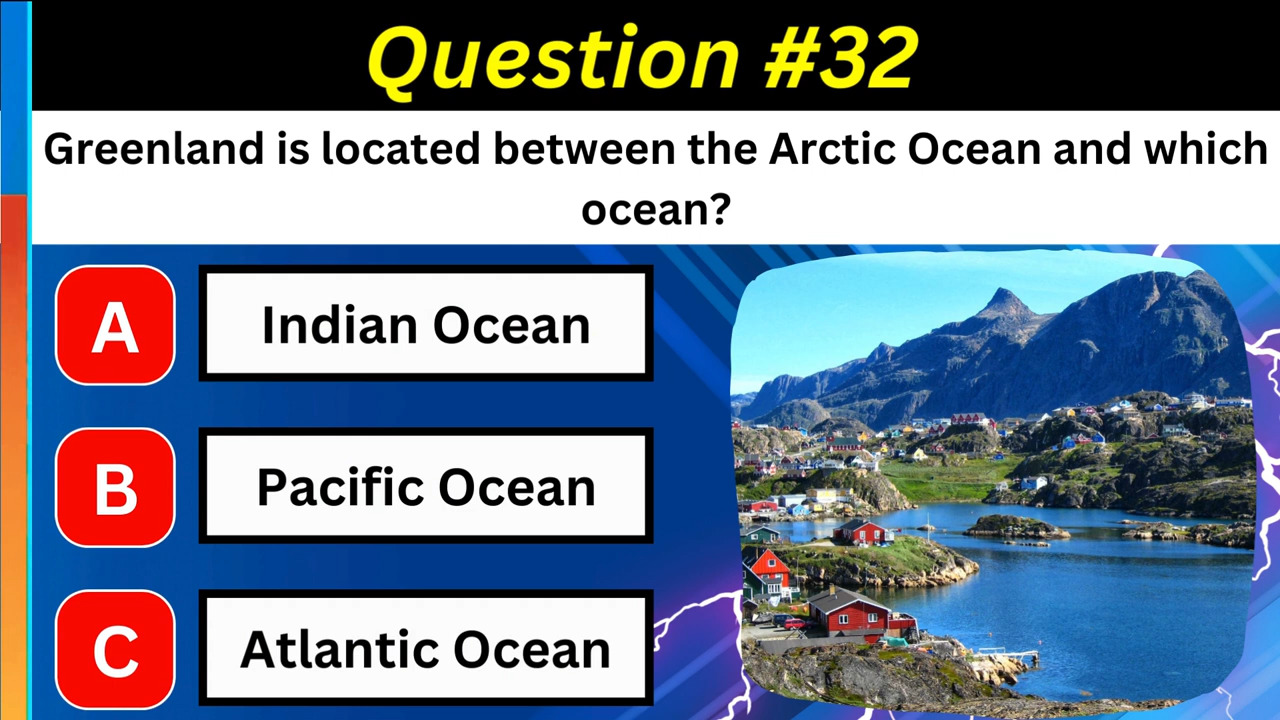 Question #32
Greenland is located between the Arctic Ocean and which
ocean?
A
Indian Ocean
B
Pacific Ocean
C
Atlantic Ocean